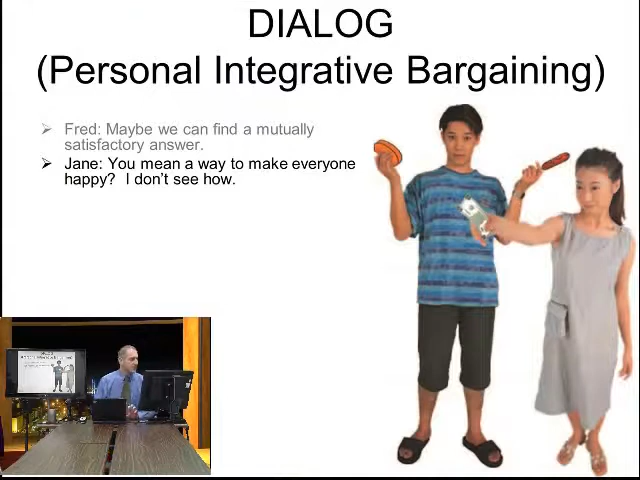 DIALOG
(Personal Integrative Bargaining)
Fred: Maybe we can find a mutually
satisfactory answer.
Jane: You mean a way to make everyone
happy? I don't see how.